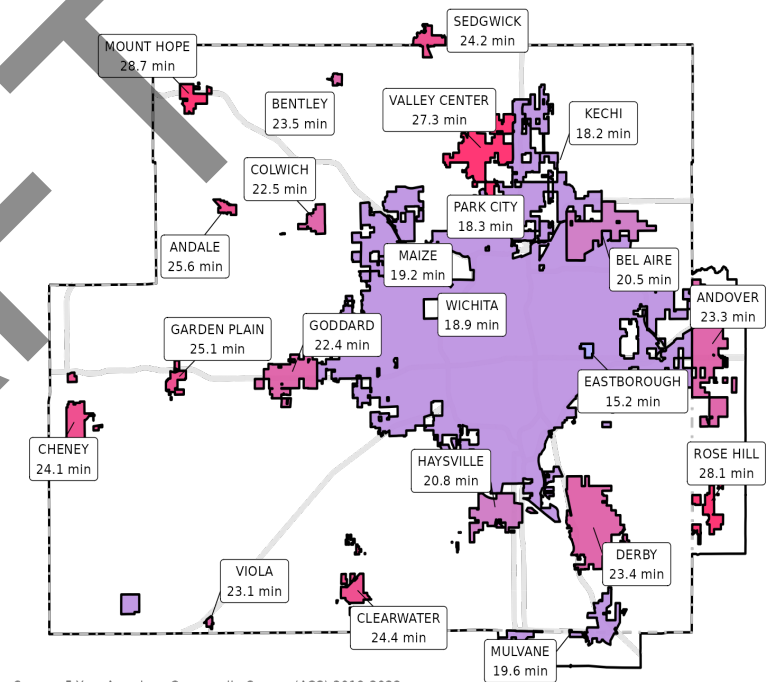 SEDGWICK
24.2 min
MOUNT HOPE
28.7 min
BENTLEY
23.5 min
VALLEY CENTER
27.3 min
KECHI
18.2 min
COLWICH
22.5 min
PARK CITY
18.3 min
ANDALE
25.6 min
MAIZE
19.2 min
BEL AIRE
20.5 min
ANDOVER
23.3 min
WICHITA
18.9 min
GARDEN PLAIN
25.1 min
GODDARD
22.4 min
EASTBOROUGH
15.2 min
CHENEY
24.1 min
HAYSVILLE
20.8 min
ROSE HILL
28.1 min
DERBY
23.4 min
VIOLA
23.1 min
CLEARWATER
24.4 min
MULVANE
19.6 min